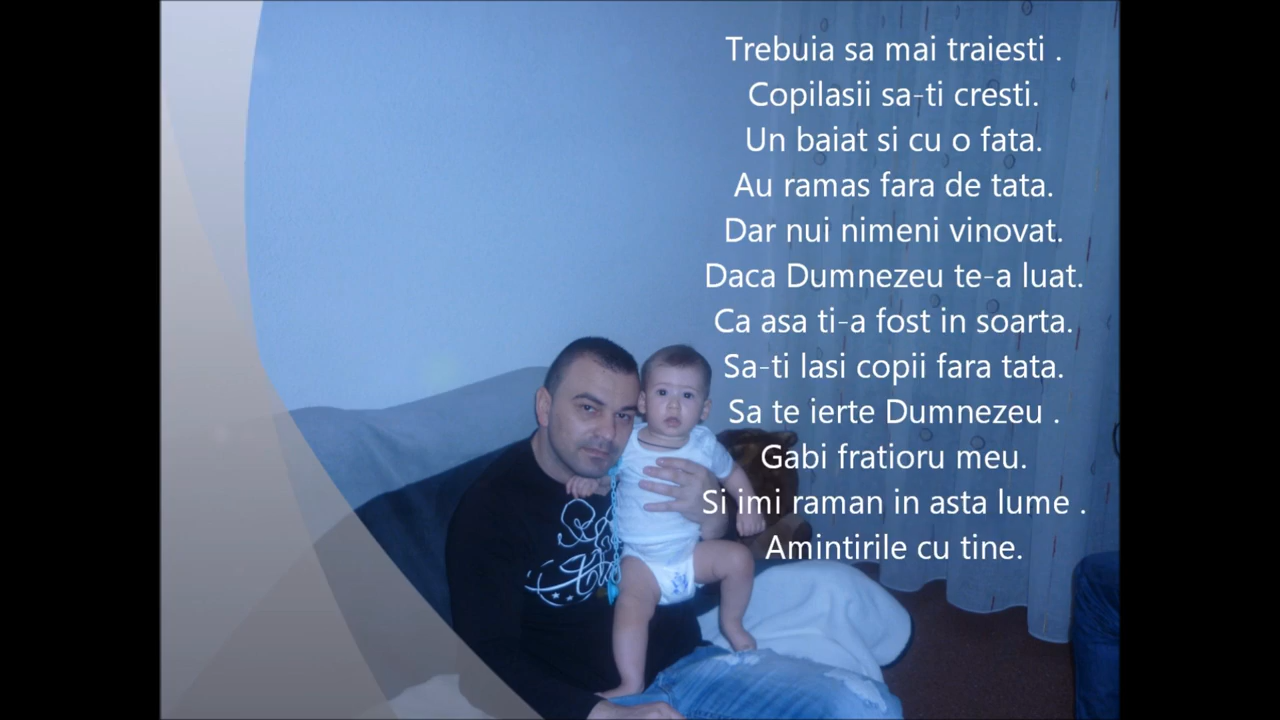 Trebuia sa mai traiesti .
Copilasii sa-ti cresti.
Un baiat si cu o fata.
Au ramas fara de tata.
Dar nui nimeni vinovat.
Daca Dumnezeu te-a luat.
Ca asa ti-a fost in soarta.
Sa-ti lasi copii fara tata.
Sa te ierte Dumnezeu .
Gabi fratioru meu.
Si imi raman in asta lume .
Amintirile cu tine.